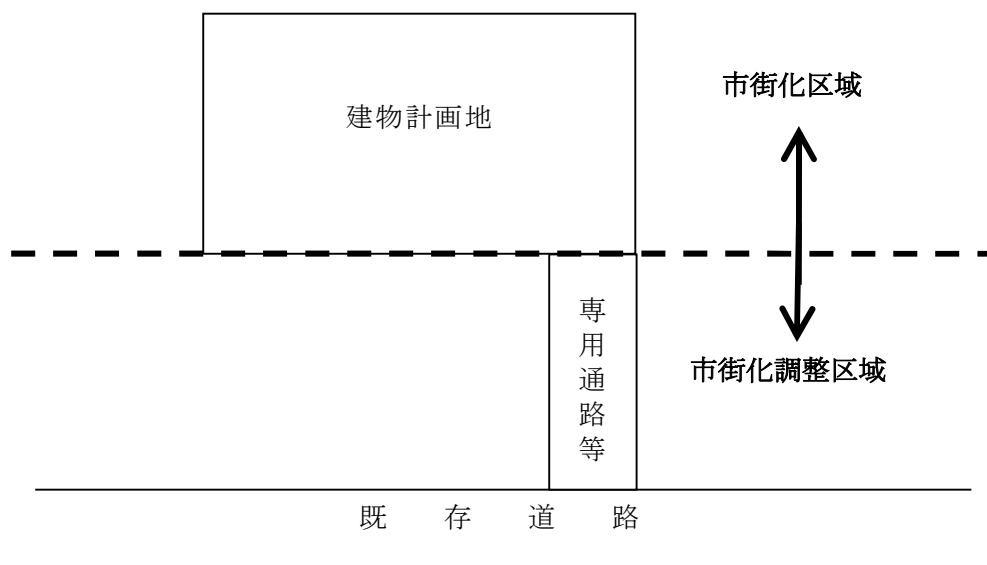 市街化区域
建物計画地
専用通路等
市街化調整区域
既存道路